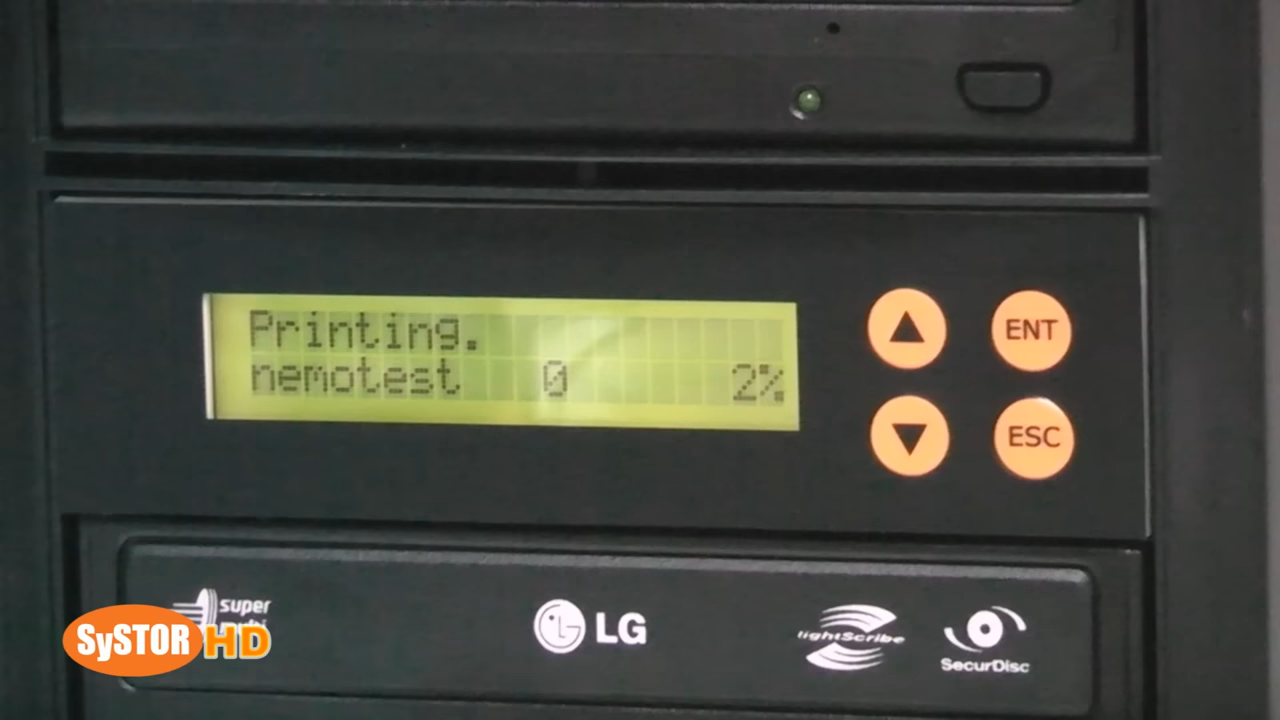 Printing.
nemotest 0 2%
ENT
ESC
super
SySTOR HD
LG
lightScribe
SecurDisc